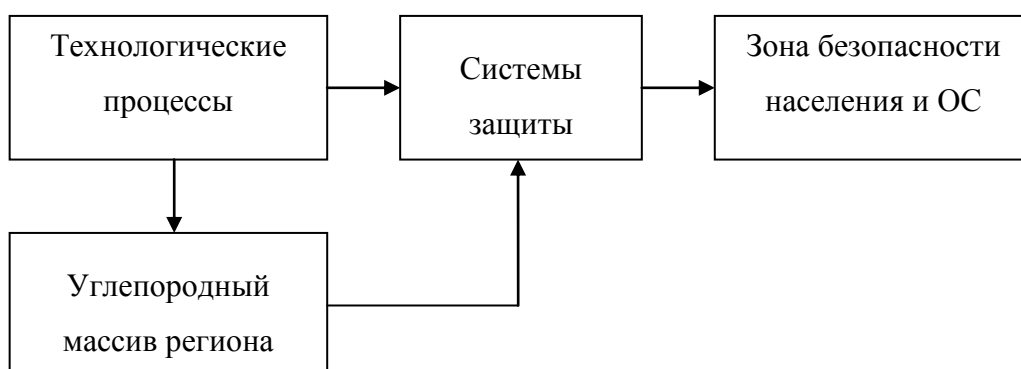 Технологические
процессы
Системы
защиты
Зона безопасности
населения и ОС
Углепородный
массив региона